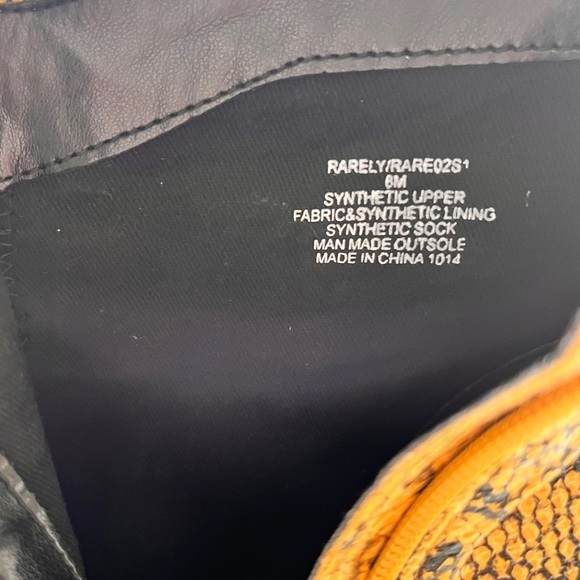 RARELY/RARE02S1
6M
SYNTHETIC UPPER
FABRIC&SYNTHETIC LINING
SYNTHETIC SOCK
MAN MADE OUTSOLE
MADE IN CHINA 1014